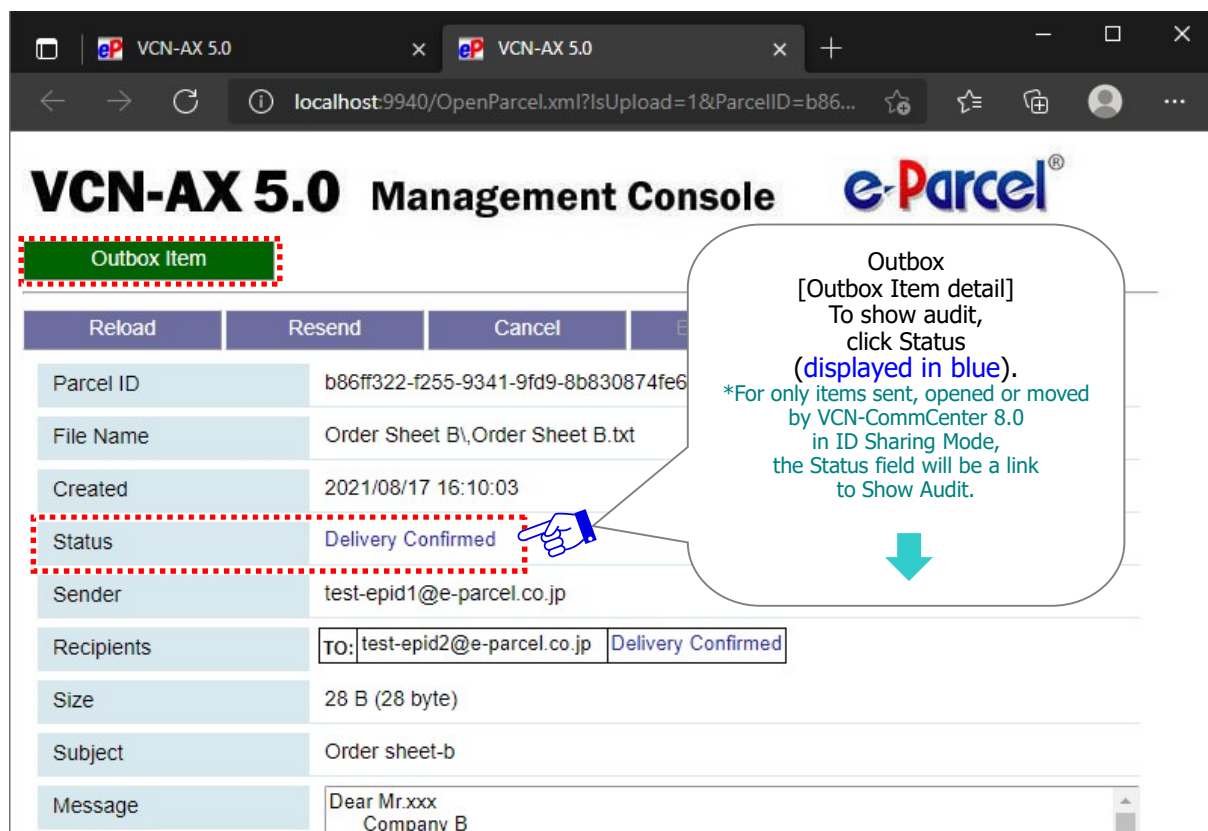 VCN-AX 5.0
VCN-AX 5.0
localhost:9940/OpenParcel.xml?IsUpload=1&ParcelID=b86...
VCN-AX 5.0 Management Console
e-Parcel®
Outbox Item
Reload Resend Cancel E
Outbox
[Outbox Item detail]
To show audit,
click Status
(displayed in blue).
*For only items sent, opened or moved
by VCN-CommCenter 8.0
in ID Sharing Mode,
the Status field will be a link
to Show Audit.
Parcel ID b86ff322-f255-9341-9fd9-8b830874fe6
File Name Order Sheet B\,Order Sheet B.txt
Created 2021/08/17 16:10:03
Status Delivery Confirmed
Sender test-epid1@e-parcel.co.jp
Recipients TO: test-epid2@e-parcel.co.jp Delivery Confirmed
Size 28 B (28 byte)
Subject Order sheet-b
Message Dear Mr.xxx
Company B